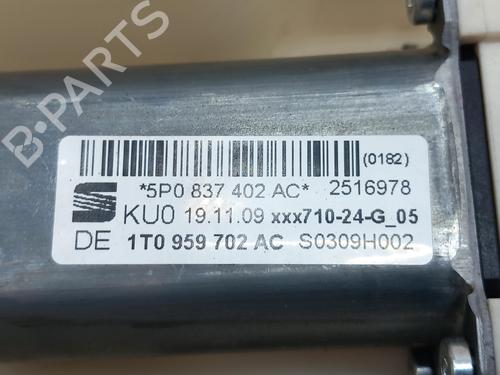 B-PARTS
(0182)
*5P0 837 402 AC* 2516978
KU0 19.11.09 xxx710-24-G_05
DE 1T0 959 702 AC S0309H002